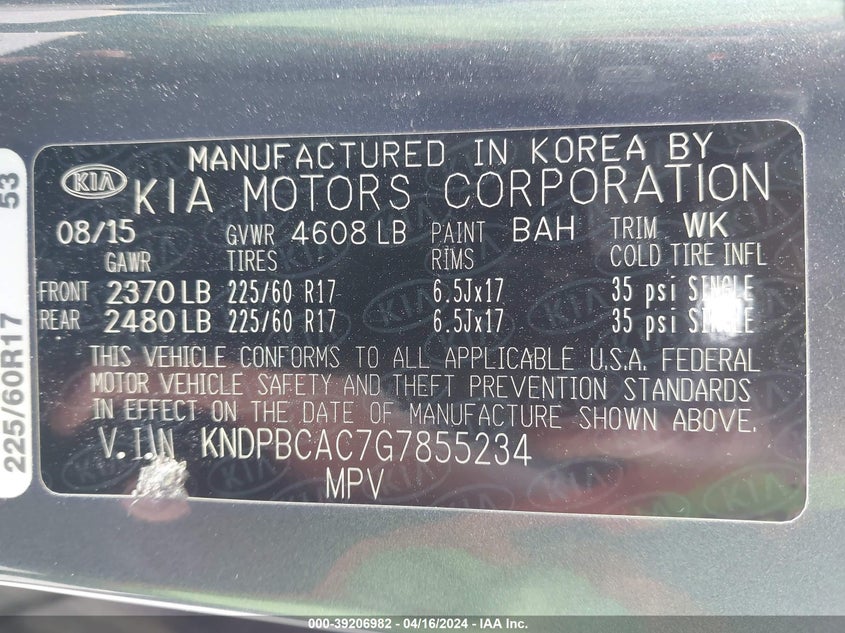 MANUFACTURED IN KOREA BY
KIA KIA MOTORS CORPORATION
08/15 GVWR 4608 LB PAINT BAH TRIM WK
GAWR TIRES RIMS COLD TIRE INFL
FRONT 2370 LB 225/60 R17 6.5Jx17 35 psi SINGLE
REAR 2480 LB 225/60 R17 6.5Jx17 35 psi SINGLE
THIS VEHICLE CONFORMS TO ALL APPLICABLE U.S.A. FEDERAL
MOTOR VEHICLE SAFETY AND THEFT PREVENTION STANDARDS
IN EFFECT ON THE DATE OF MANUFACTURE SHOWN ABOVE.
V.I.N KNDPBCAC7G7855234
MPV
225/60R17 53
000-39206982 - 04/16/2024 - IAA Inc.